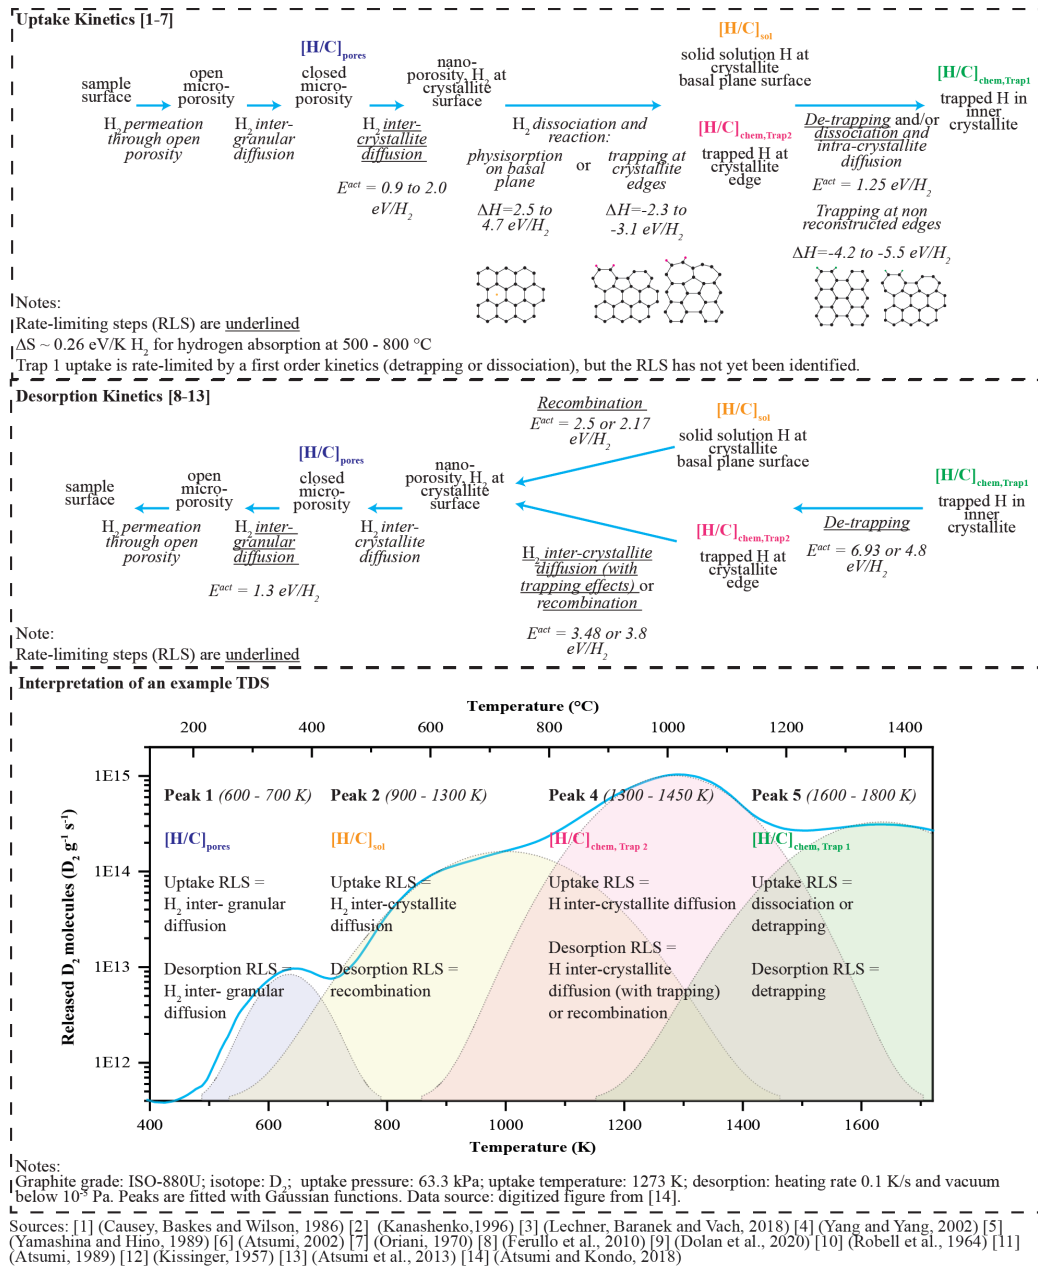 Uptake Kinetics [1-7]
[H/C]sol
[H/C]pores
sample
surface
open
micro-
porosity
closed
micro-
porosity
nano-
porosity, H2 at
crystallite
surface
solid solution H at
crystallite
basal plane surface
[H/C]chem,Trap1
trapped H in
inner
crystallite
H2 permeation
through open
porosity
H2 inter-
granular
diffusion
H2 inter-
crystallite
diffusion
Eact = 0.9 to 2.0
eV/H2
H2 dissociation and
reaction:
physisorption
on basal
plane
or
trapping at
crystallite
edges
ΔH=2.5 to
4.7 eV/H2
ΔH=-2.3 to
-3.1 eV/H2
[H/C]chem,Trap2
trapped H at
crystallite
edge
De-trapping and/or
dissociation and
intra-crystallite
diffusion
Eact = 1.25 eV/H2
Trapping at non
reconstructed edges
ΔH=-4.2 to -5.5 eV/H2
Notes:
Rate-limiting steps (RLS) are underlined
ΔS ~ 0.26 eV/K H2 for hydrogen absorption at 500 - 800 °C
Trap 1 uptake is rate-limited by a first order kinetics (detrapping or dissociation), but the RLS has not yet been identified.
Desorption Kinetics [8-13]
Recombination
Eact = 2.5 or 2.17
eV/H2
[H/C]sol
solid solution H at
crystallite
basal plane surface
[H/C]pores
sample
surface
open
micro-
porosity
closed
micro-
porosity
nano-
porosity, H2 at
crystallite
surface
[H/C]chem,Trap1
trapped H in
inner
crystallite
H2 permeation
through open
porosity
H2 inter-
granular
diffusion
Eact = 1.3 eV/H2
H2 inter-
crystallite
diffusion
H2 inter-crystallite
diffusion (with
trapping effects) or
recombination
Eact = 3.48 or 3.8
eV/H2
[H/C]chem,Trap2
trapped H at
crystallite
edge
De-trapping
Eact = 6.93 or 4.8
eV/H2
Note:
Rate-limiting steps (RLS) are underlined
Interpretation of an example TDS
Temperature (°C)
200 400 600 800 1000 1200 1400
Released D2 molecules (D2 g-1 s-1)
1E15
1E14
1E13
1E12
Peak 1 (600 - 700 K)
[H/C]pores
Uptake RLS =
H2 inter- granular
diffusion
Desorption RLS =
H2 inter- granular
diffusion
Peak 2 (900 - 1300 K)
[H/C]sol
Uptake RLS=
H2 inter-crystallite
diffusion
Desorption RLS =
recombination
Peak 4 (1300 - 1450 K)
[H/C]chem, Trap 2
Uptake RLS =
H inter-crystallite diffusion
Desorption RLS =
H inter-crystallite
diffusion (with trapping)
or recombination
Peak 5 (1600 - 1800 K)
[H/C]chem, Trap 1
Uptake RLS =
dissociation or
detrapping
Desorption RLS =
detrapping
400 600 800 1000 1200 1400 1600
Temperature (K)
Notes:
Graphite grade: ISO-880U; isotope: D2; uptake pressure: 63.3 kPa; uptake temperature: 1273 K; desorption: heating rate 0.1 K/s and vacuum
below 10-5 Pa. Peaks are fitted with Gaussian functions. Data source: digitized figure from [14].
Sources: [1] (Causey, Baskes and Wilson, 1986) [2] (Kanashenko,1996) [3] (Lechner, Baranek and Vach, 2018) [4] (Yang and Yang, 2002) [5]
(Yamashina and Hino, 1989) [6] (Atsumi, 2002) [7] (Oriani, 1970) [8] (Ferullo et al., 2010) [9] (Dolan et al., 2020) [10] (Robell et al., 1964) [11]
(Atsumi, 1989) [12] (Kissinger, 1957) [13] (Atsumi et al., 2013) [14] (Atsumi and Kondo, 2018)